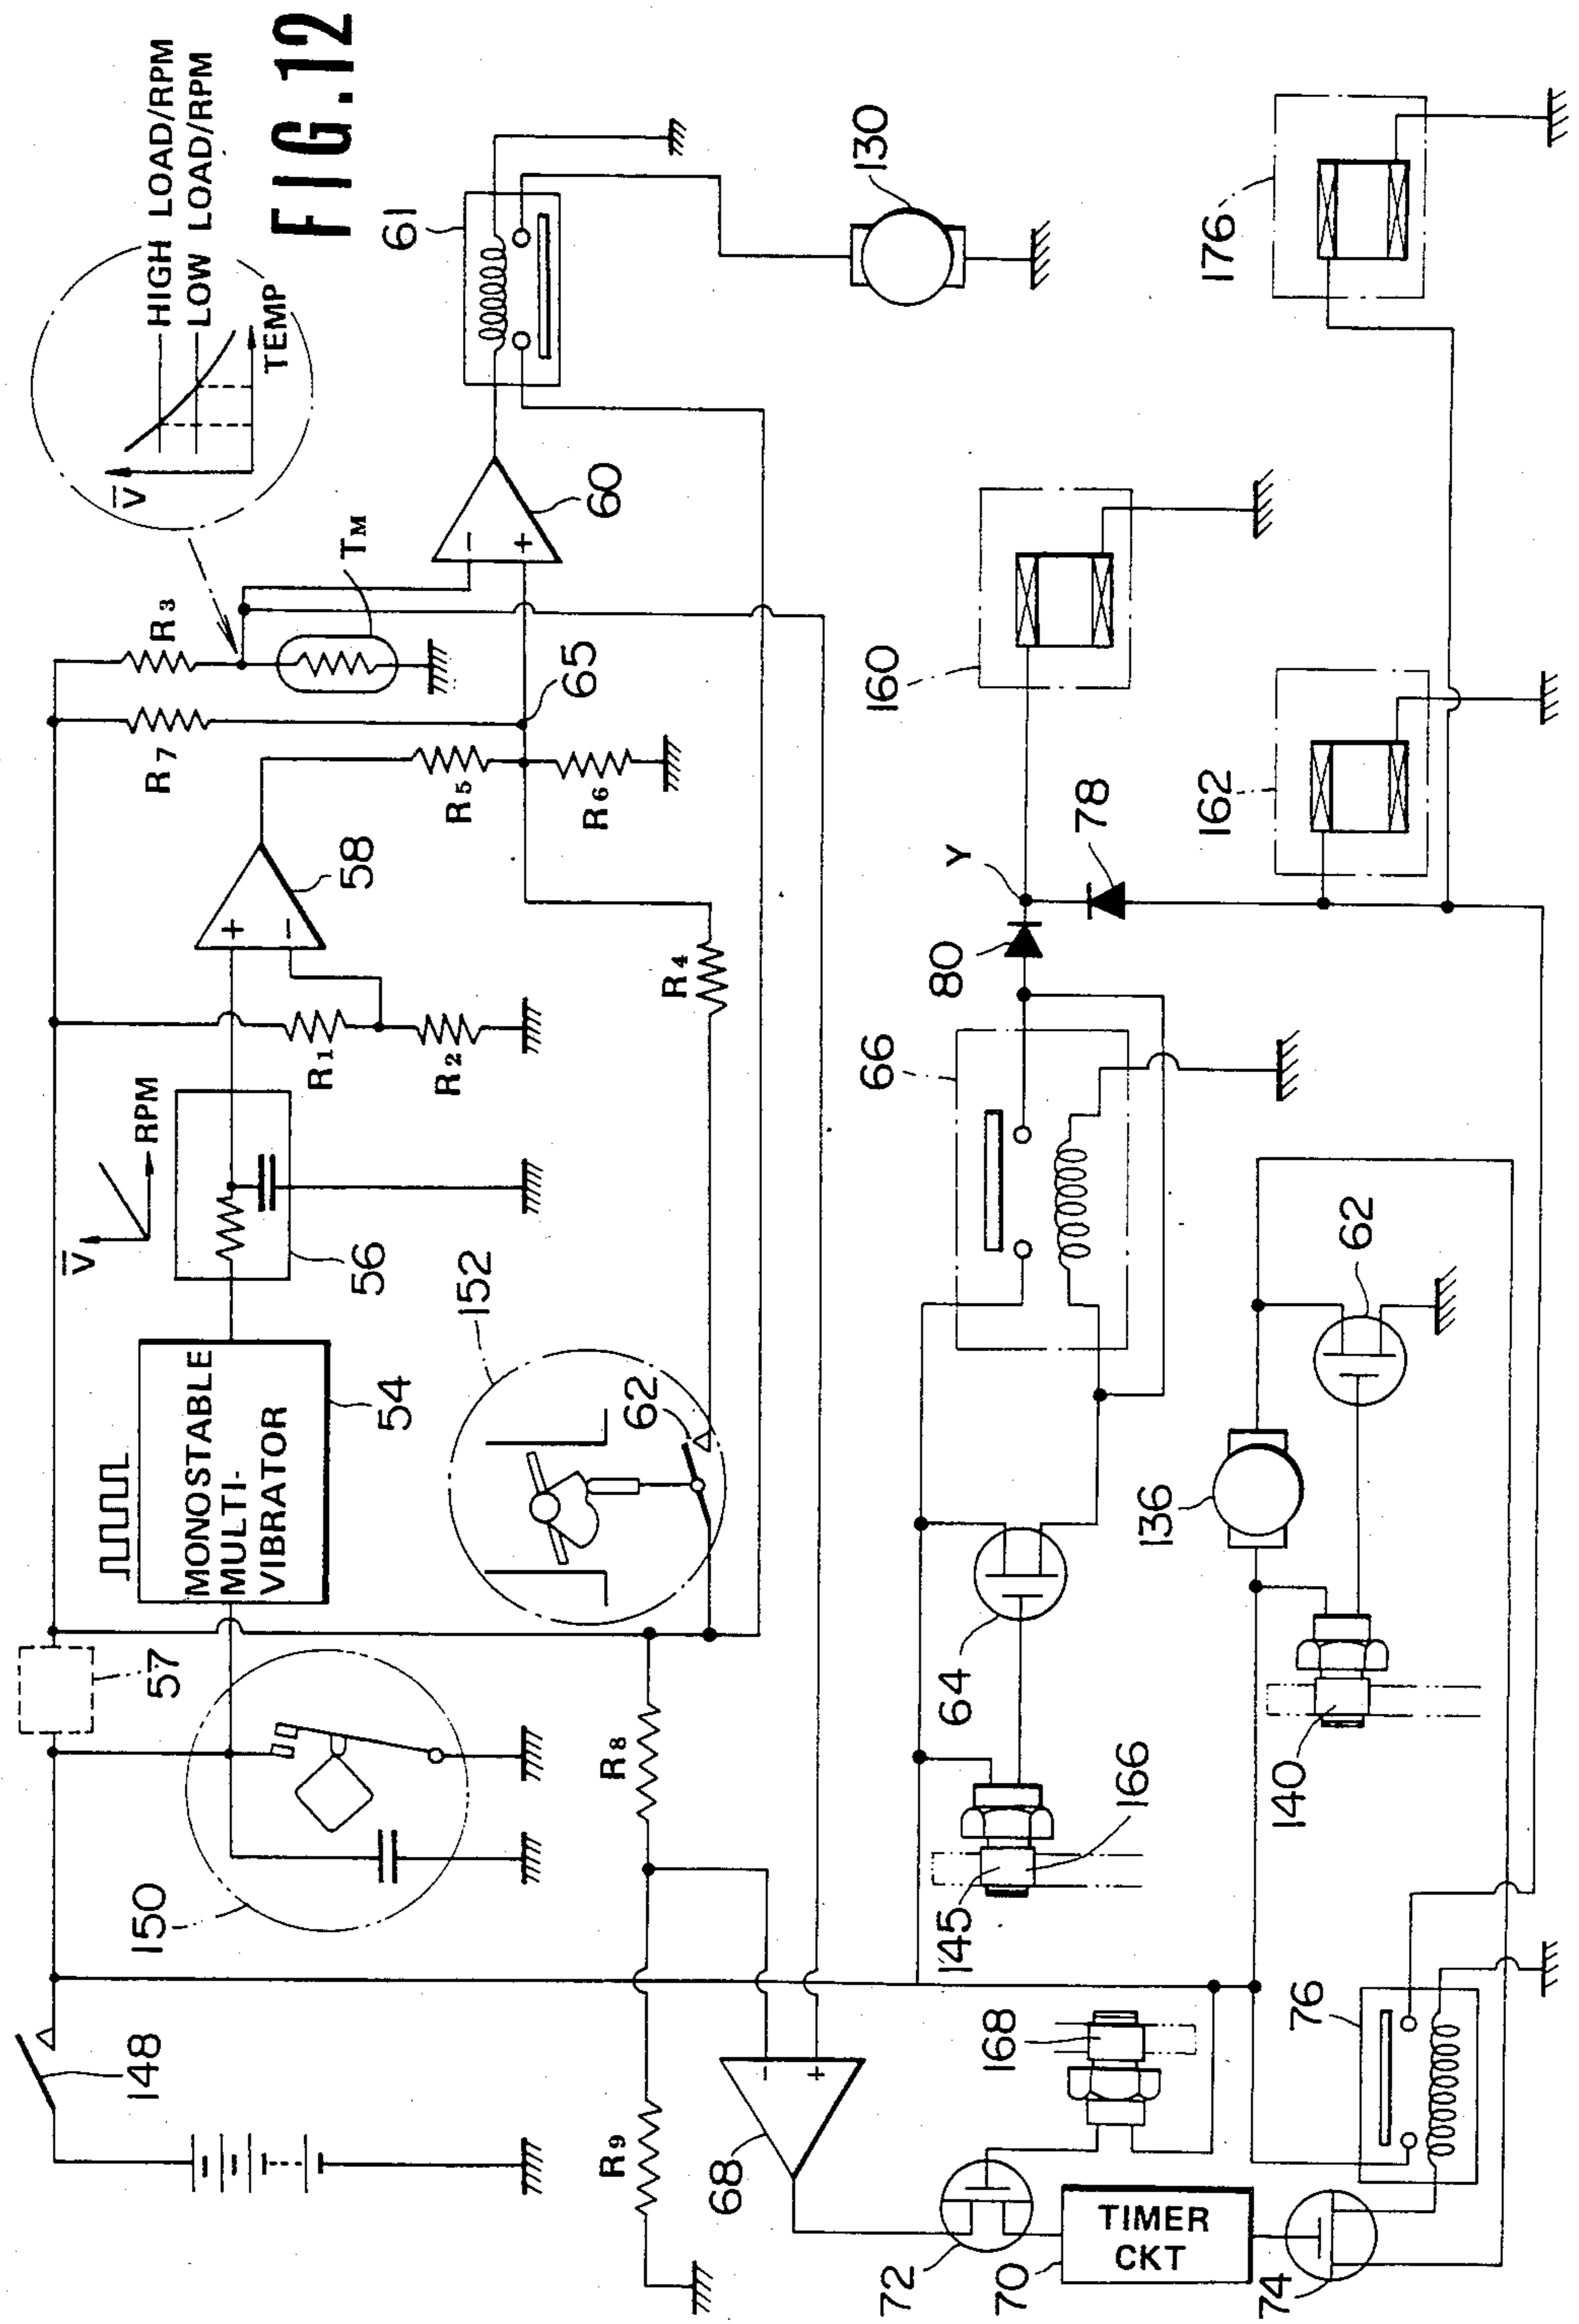 FIG.12
HIGH LOAD/RPM
LOW LOAD/RPM
V
TEMP
61
130
176
R3
TM
60
R7
65
R5
R6
58
R4
R1
R2
V
RPM
56
MONOSTABLE
MULTI-
VIBRATOR
54
152
62
57
150
R8
R9
148
-
+
+
-
160
162
Y
78
80
66
64
62
136
145
166
140
168
76
68
-
+
72
70
TIMER
CKT
74